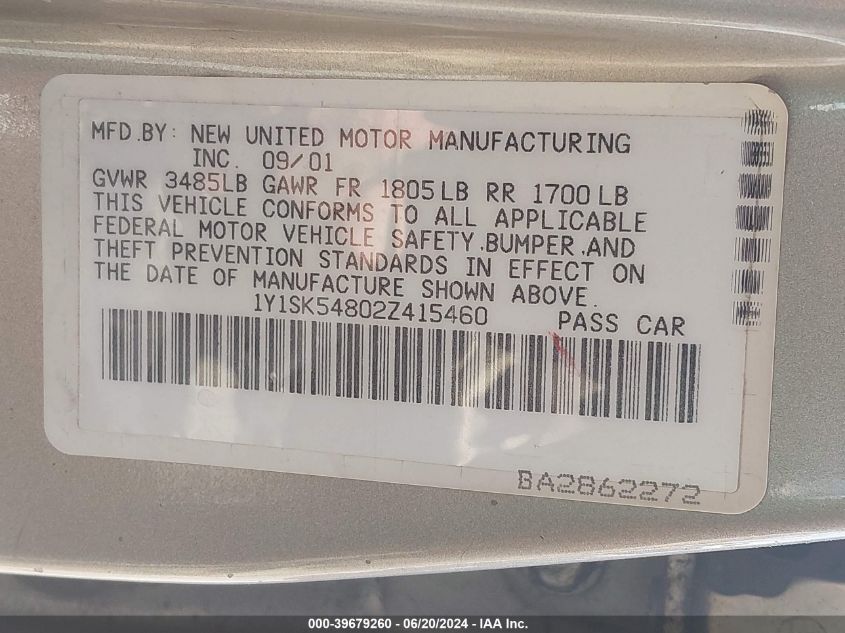 MFD.BY: NEW UNITED MOTOR MANUFACTURING
INC. 09/01
GVWR 3485LB GAWR FR 1805LB RR 1700LB
THIS VEHICLE CONFORMS TO ALL APPLICABLE
FEDERAL MOTOR VEHICLE SAFETY,BUMPER,AND
THEFT PREVENTION STANDARDS IN EFFECT ON
THE DATE OF MANUFACTURE SHOWN ABOVE.
1Y1SK54802Z415460 PASS CAR
BA2862272
000-39679260 - 06/20/2024 - IAA Inc.